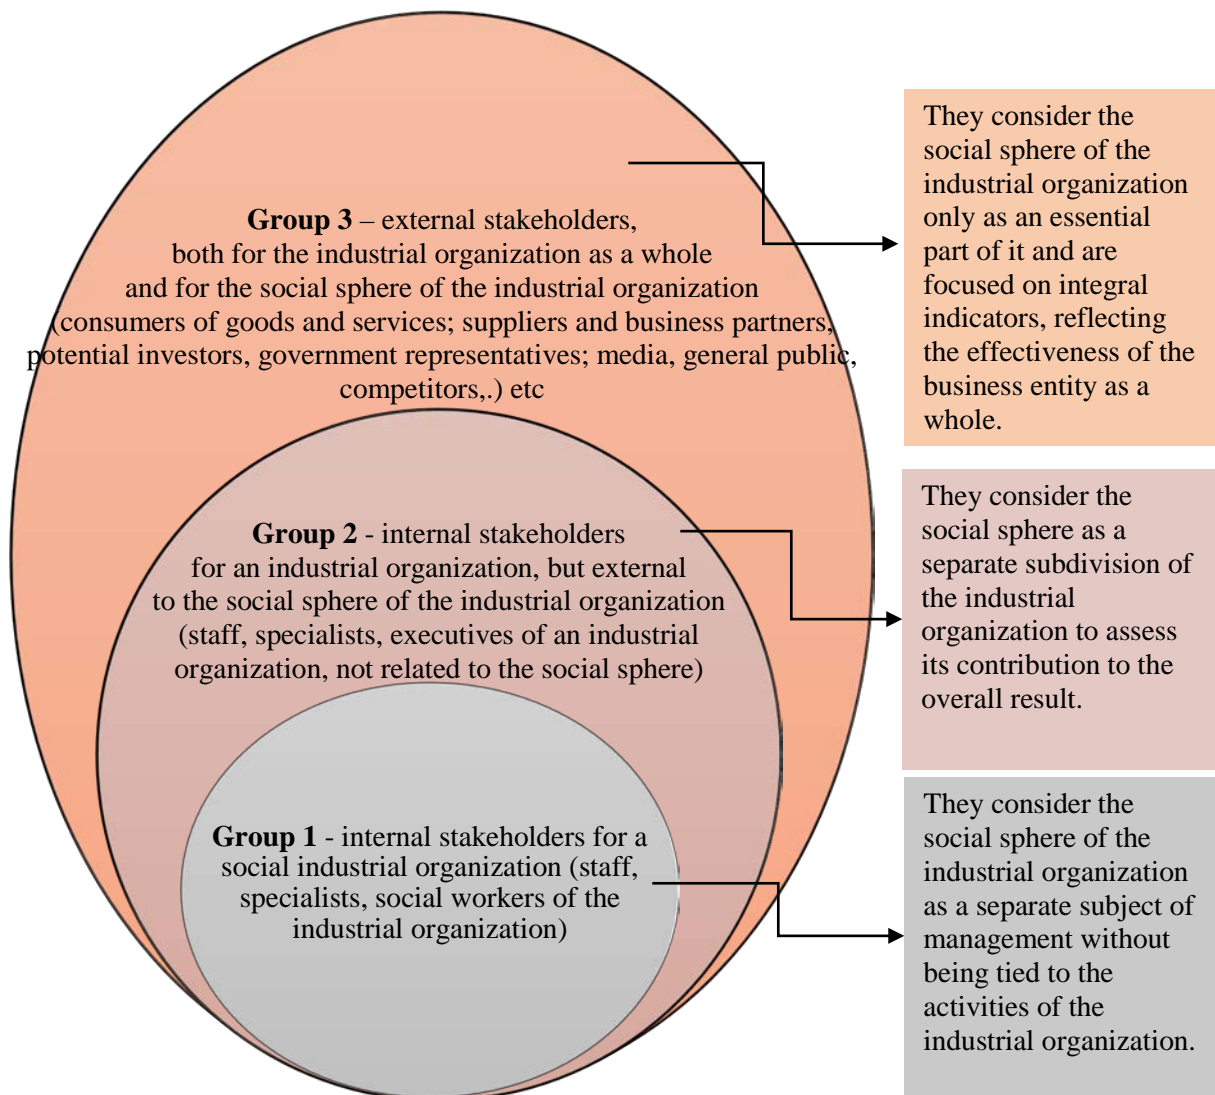 Group 3 – external stakeholders,
both for the industrial organization as a whole
and for the social sphere of the industrial organization
(consumers of goods and services; suppliers and business partners,
potential investors, government representatives; media, general public,
competitors,.) etc
They consider the
social sphere of the
industrial organization
only as an essential
part of it and are
focused on integral
indicators, reflecting
the effectiveness of the
business entity as a
whole.
Group 2 - internal stakeholders
for an industrial organization, but external
to the social sphere of the industrial organization
(staff, specialists, executives of an industrial
organization, not related to the social sphere)
They consider the
social sphere as a
separate subdivision of
the industrial
organization to assess
its contribution to the
overall result.
Group 1 - internal stakeholders for a
social industrial organization (staff,
specialists, social workers of the
industrial organization)
They consider the
social sphere of the
industrial organization
as a separate subject of
management without
being tied to the
activities of the
industrial organization.